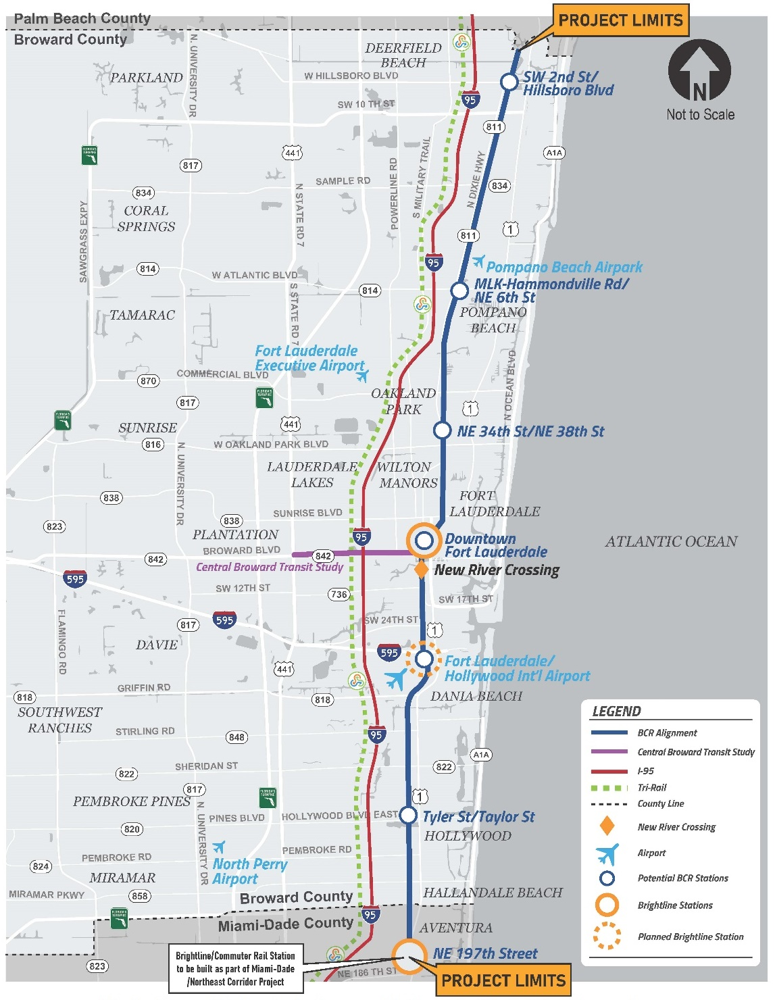 Palm Beach County
Broward County
PROJECT LIMITS
N
Not to Scale
DEERFIELD
BEACH
PARKLAND
N. UNIVERSITY DR
W HILLSBORO BLVD
SW 2nd St/
Hillsboro Blvd
95
SW 10 TH ST
811
FLORIDA'S
TURNPIKE
441
817
A1A
S MILITARY TRAIL
POWERLINE RD
N DIXIE HWY
SAMPLE RD
834
834
N STATE RD 7
CORAL
SPRINGS
SAWGRASS EXPY
1
811
95
Pompano Beach Airpark
814
W ATLANTIC BLVD
814
MLK-Hammondville Rd/
NE 6th St
S STATE RD 7
TAMARAC
POMPANO
BEACH
Fort Lauderdale
Executive Airport
COMMERCIAL BLVD
870
N OCEAN BLVD
OAKLAND
PARK
FLORIDA'S
TURNPIKE
817
1
FLORIDA'S
TURNPIKE
441
SUNRISE
NE 34th St/NE 38th St
816
W OAKLAND PARK BLVD
N. UNIVERSITY DR
LAUDERDALE
LAKES
WILTON
MANORS
838
FORT
LAUDERDALE
SUNRISE BLVD
838
823
PLANTATION
95
Downtown
Fort Lauderdale
ATLANTIC OCEAN
BROWARD BLVD
842
842
Central Broward Transit Study
New River Crossing
595
SW 12TH ST
736
SW 17TH ST
FLAMINGO RD
595
SW 24TH ST
817
1
DAVIE
595
441
Fort Lauderdale/
Hollywood Int'l Airport
GRIFFIN RD
818
818
DANIA BEACH
SOUTHWEST
RANCHES
STIRLING RD
848
95
A1A
SHERIDAN ST
822
822
817
PEMBROKE PINES
FLORIDA'S
TURNPIKE
1
N. UNIVERSITY DR
PINES BLVD
HOLLYWOOD BLVD EAST
Tyler St/Taylor St
820
HOLLYWOOD
PEMBROKE RD
PEMBROKE RD
824
North Perry
Airport
MIRAMAR
MIRAMAR PKWY
858
HALLANDALE BEACH
Broward County
Miami-Dade County
95
FLORIDA'S
TURNPIKE
AVENTURA
NE 197th Street
823
Brightline/Commuter Rail Station
to be built as part of Miami-Dade
/Northeast Corridor Project
NE 186 TH ST
PROJECT LIMITS
LEGEND
BCR Alignment
Central Broward Transit Study
I-95
Tri-Rail
County Line
New River Crossing
Airport
Potential BCR Stations
Brightline Stations
Planned Brightline Station